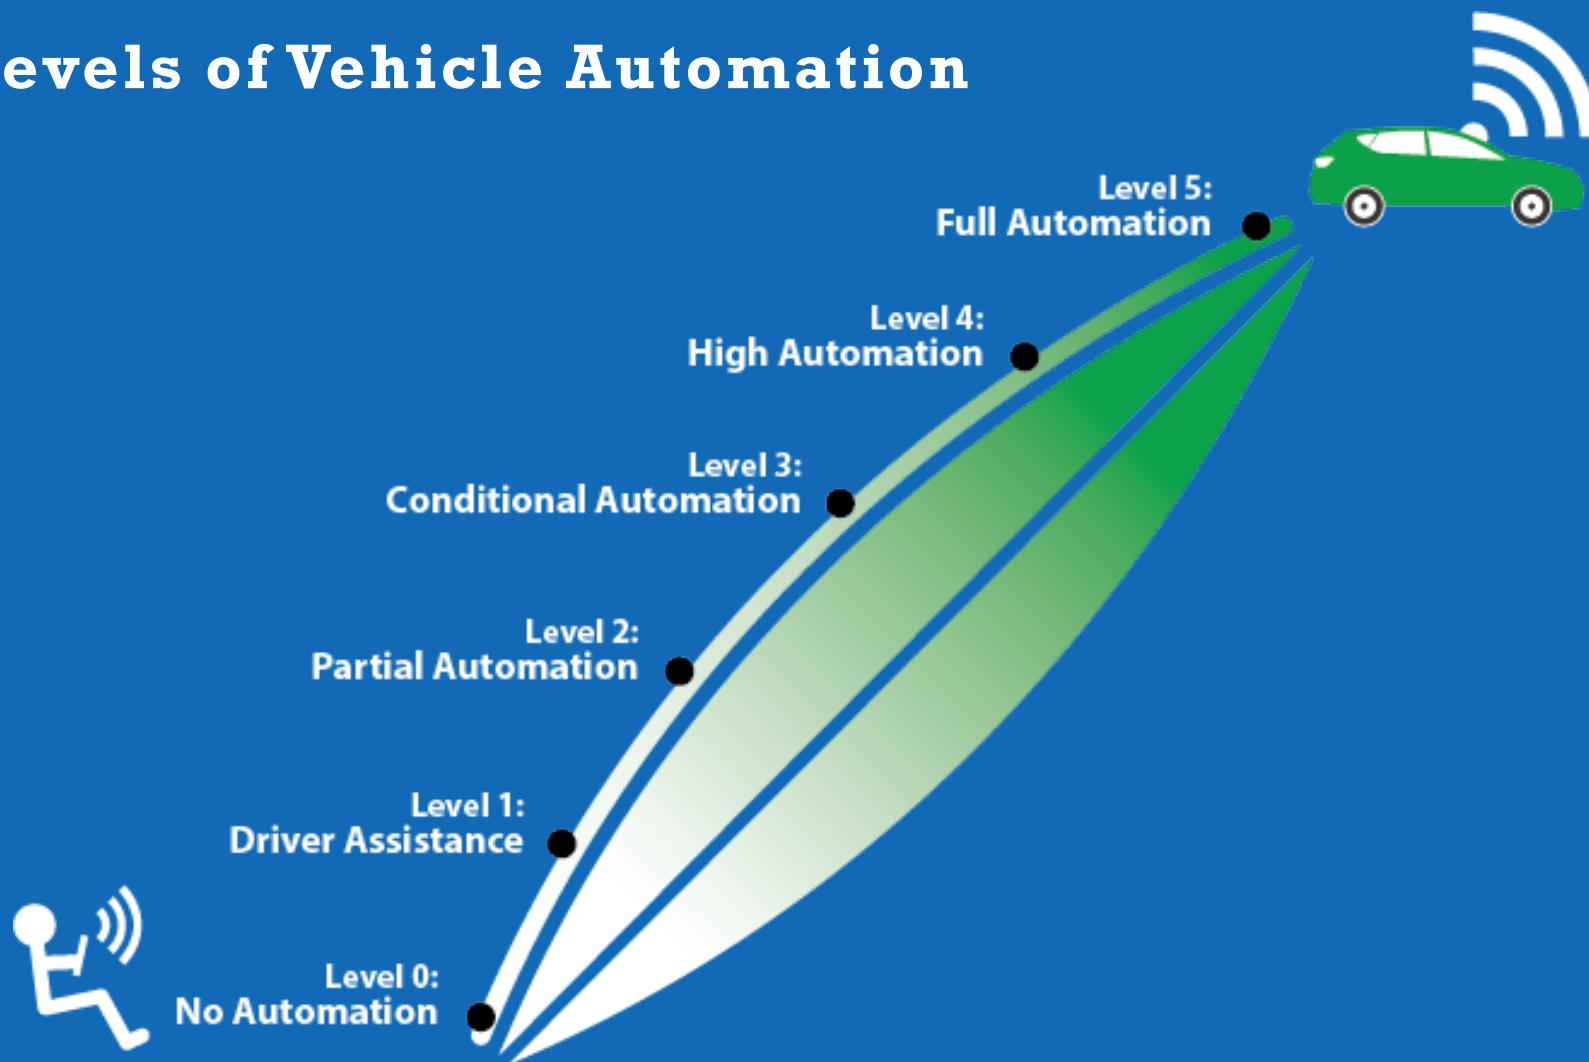 evels of Vehicle Automation
Level 5:
Full Automation
Level 4:
High Automation
Level 3:
Conditional Automation
Level 2:
Partial Automation
Level 1:
Driver Assistance
Level 0:
No Automation